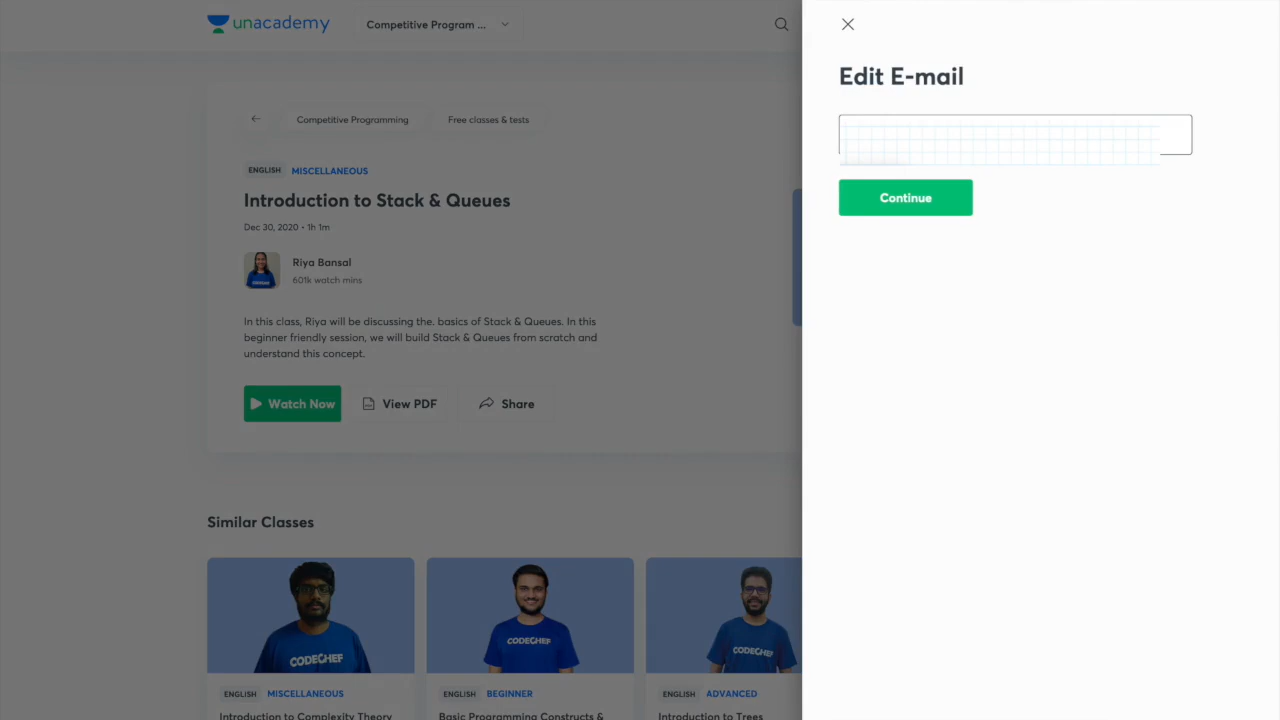 unacademy
Competitive Program ...
Competitive Programming
Free classes & tests
ENGLISH MISCELLANEOUS
Introduction to Stack & Queues
Dec 30, 2020 • 1h 1m
Riya Bansal
601k watch mins
In this class, Riya will be discussing the. basics of Stack & Queues. In this
beginner friendly session, we will build Stack & Queues from scratch and
understand this concept.
Watch Now
View PDF
Share
Similar Classes
CODECHEF
ENGLISH MISCELLANEOUS
Introduction to Complexity Theory
CODECHEF
ENGLISH BEGINNER
Basic Programming Constructs &
CODECHEF
ENGLISH ADVANCED
Introduction to Trees
Edit E-mail
Continue